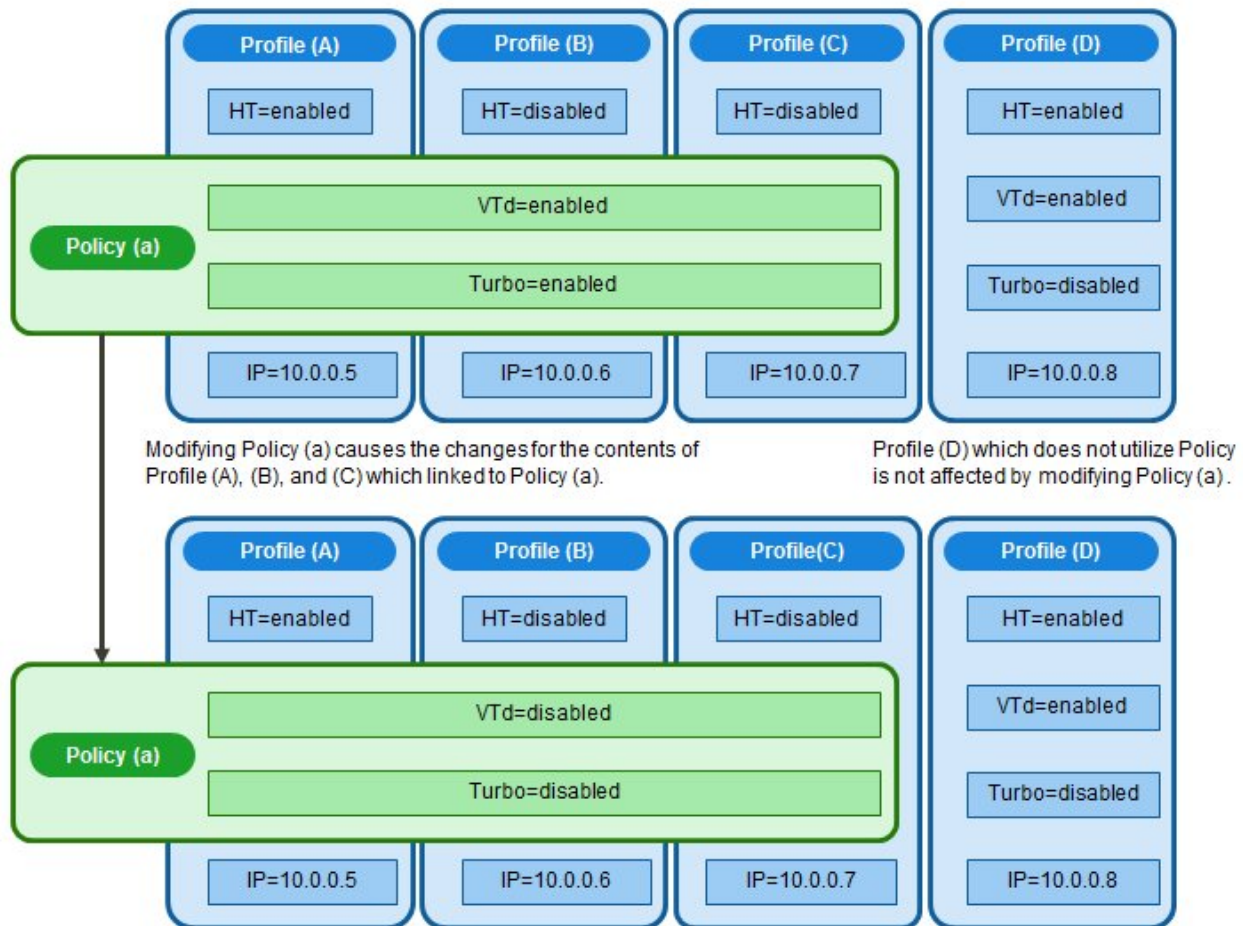 Profile (A)
Profile (B)
Profile (C)
Profile (D)
HT=enabled
HT=disabled
HT=disabled
HT=enabled
VTd=enabled
VTd=enabled
Policy (a)
Turbo=enabled
Turbo=disabled
IP=10.0.0.5
IP=10.0.0.6
IP=10.0.0.7
IP=10.0.0.8
Modifying Policy (a) causes the changes for the contents of
Profile (A), (B), and (C) which linked to Policy (a).
Profile (D) which does not utilize Policy
is not affected by modifying Policy (a) .
Profile (A)
Profile (B)
Profile(C)
Profile (D)
HT=enabled
HT=disabled
HT=disabled
HT=enabled
VTd=disabled
VTd=enabled
Policy (a)
Turbo=disabled
Turbo=disabled
IP=10.0.0.5
IP=10.0.0.6
IP=10.0.0.7
IP=10.0.0.8